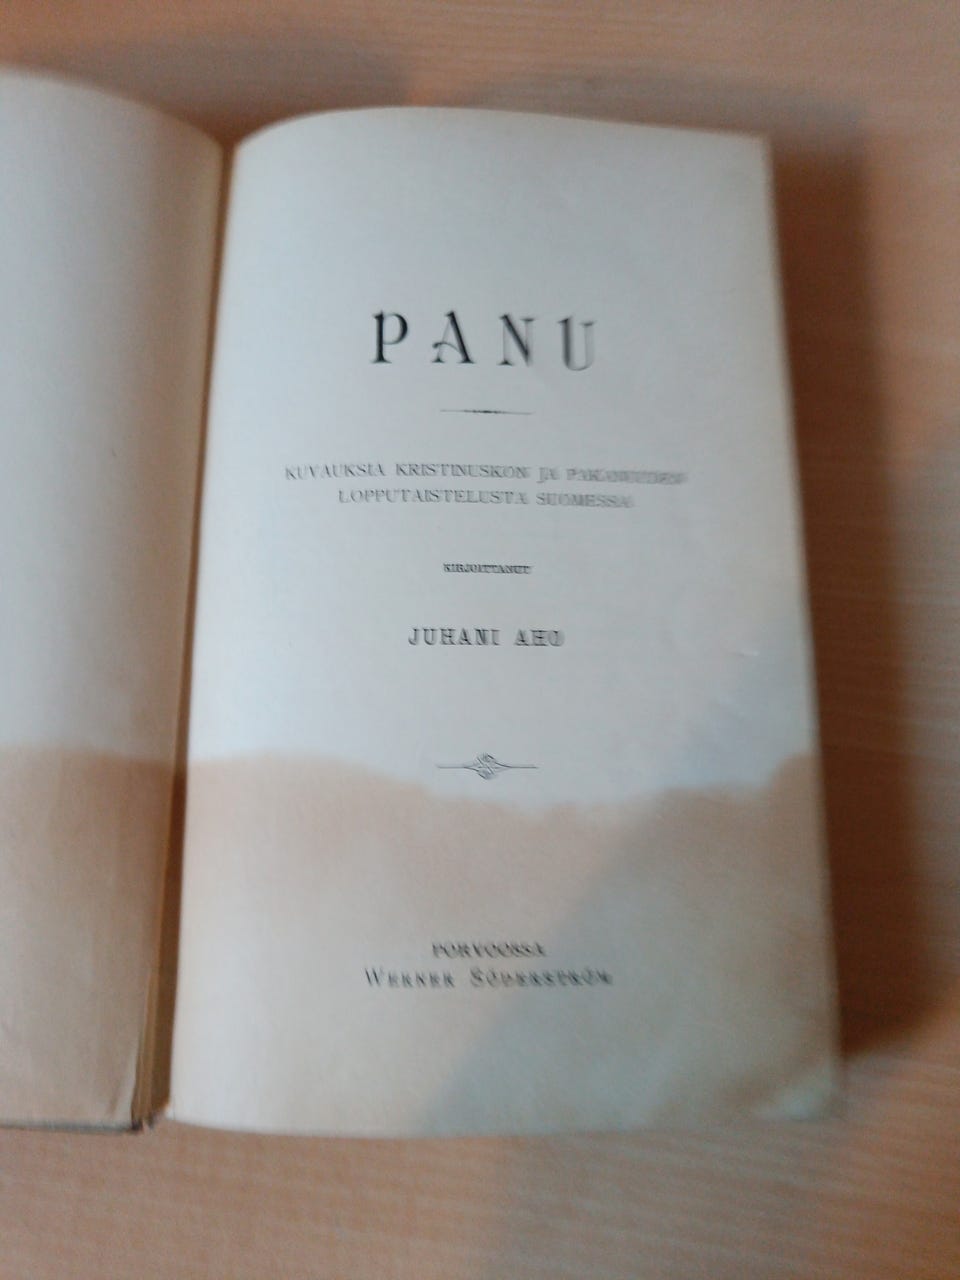 PANU
KUVAUKSIA KRISTINUSKON JA PAKANUUDEN
LOPPUTAISTELUSTA SUOMESSA
KIRJOITTANUT
JUHANI AHO
PORVOOSSA
WERNER SÖDERSTRÖM